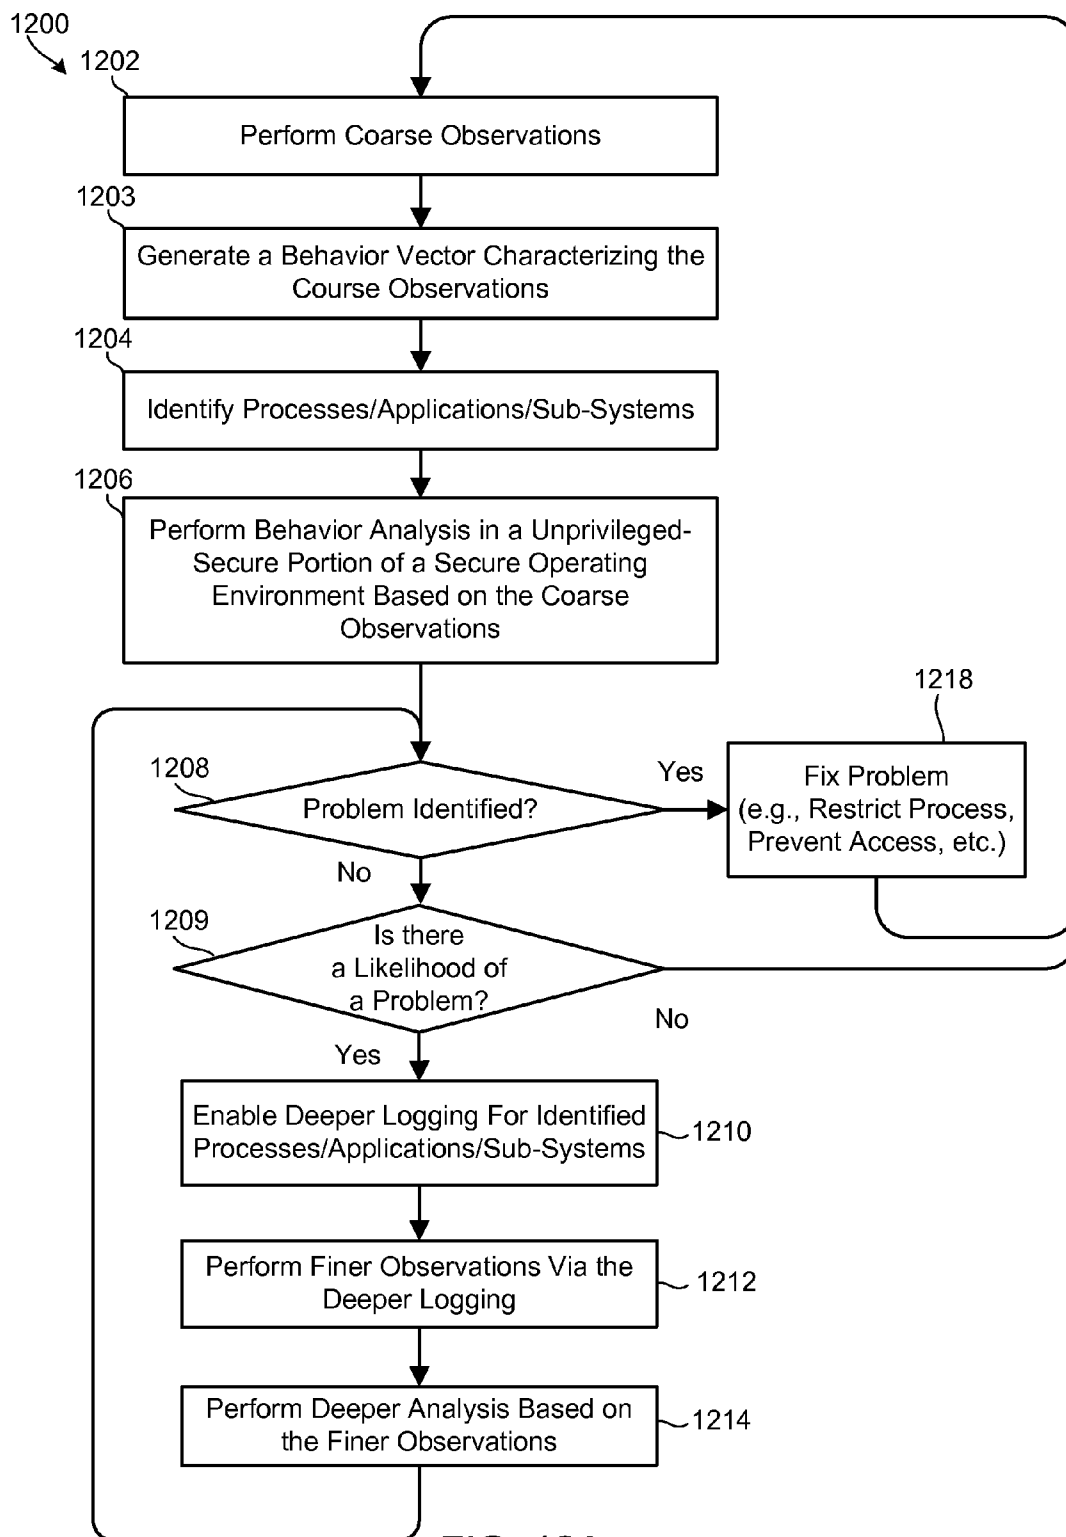 1200
1202
Perform Coarse Observations
1203
Generate a Behavior Vector Characterizing the
Course Observations
1204
Identify Processes/Applications/Sub-Systems
1206
Perform Behavior Analysis in a Unprivileged-
Secure Portion of a Secure Operating
Environment Based on the Coarse
Observations
1218
1208
Problem Identified?
Yes
Fix Problem
(e.g., Restrict Process,
Prevent Access, etc.)
No
1209
Is there
a Likelihood of
a Problem?
No
Yes
Enable Deeper Logging For Identified
Processes/Applications/Sub-Systems
1210
Perform Finer Observations Via the
Deeper Logging
1212
Perform Deeper Analysis Based on
the Finer Observations
1214